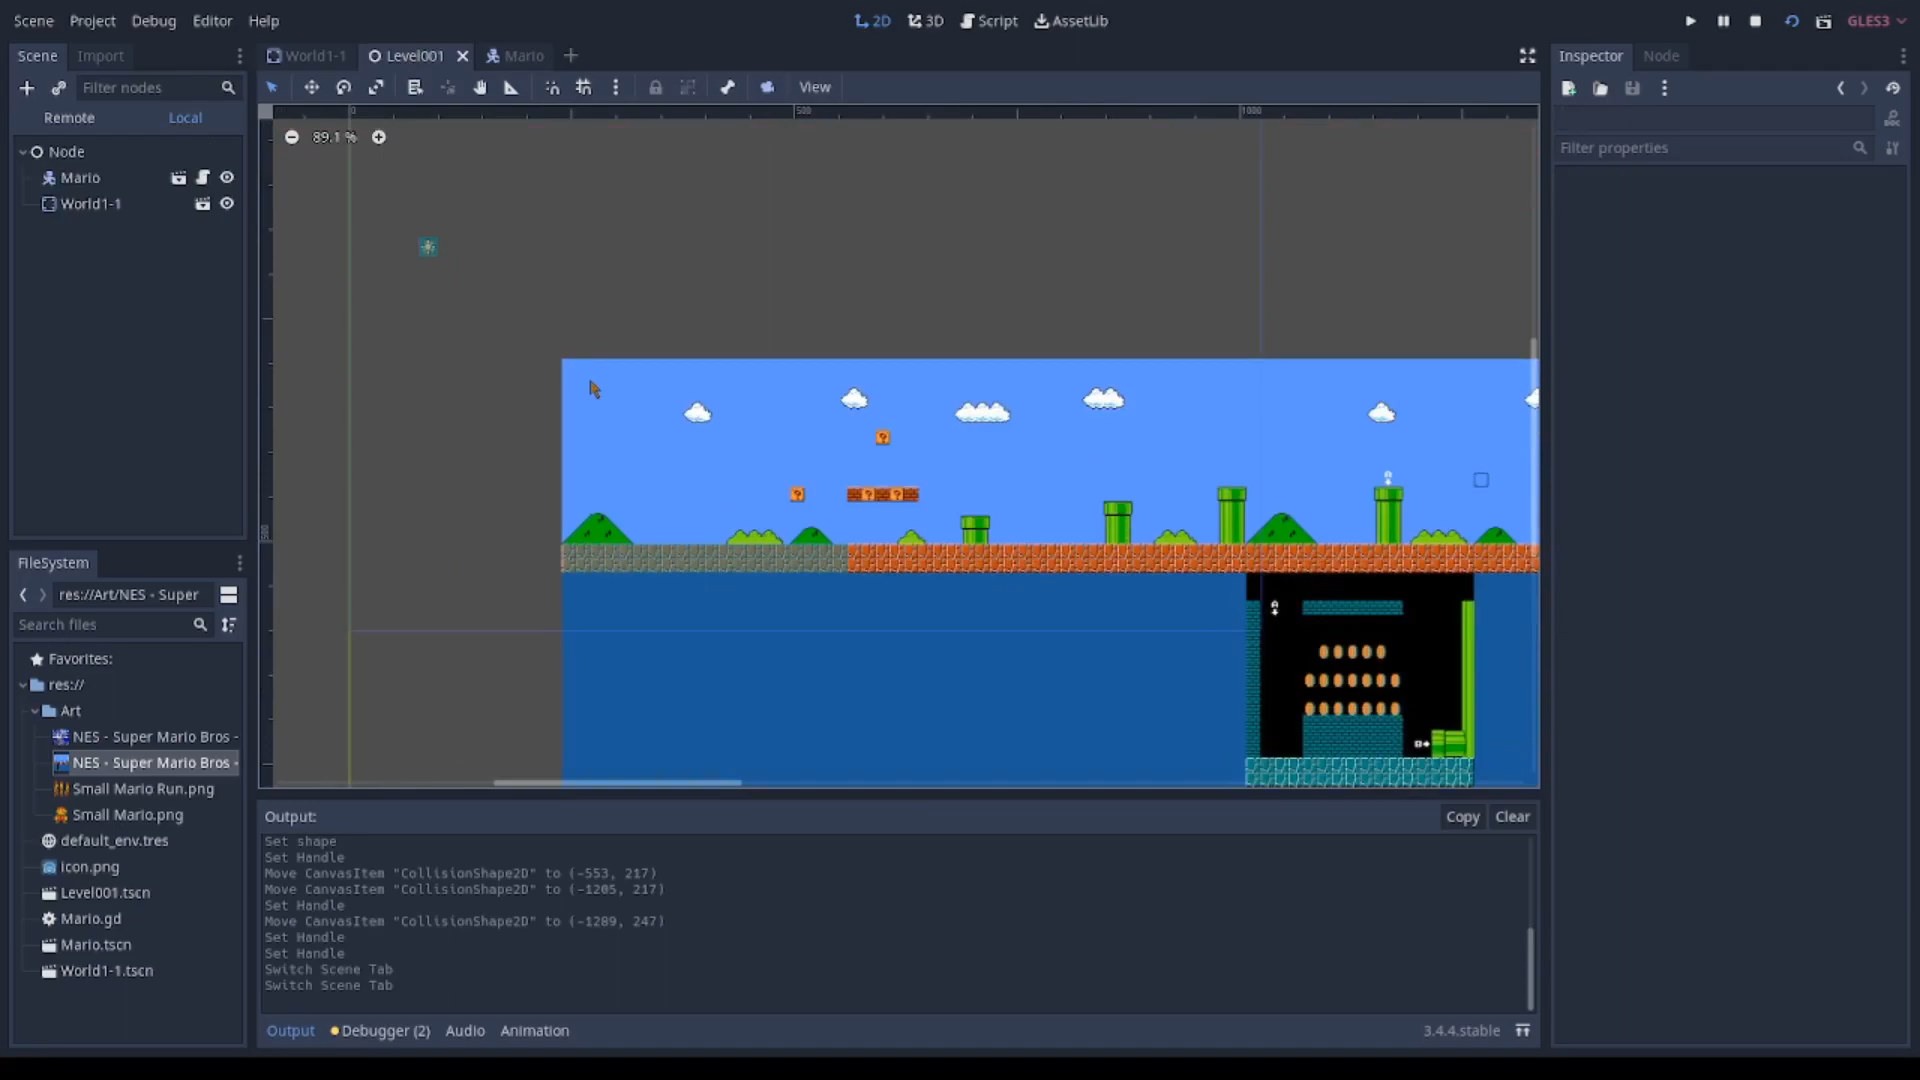 Scene Project Debug Editor Help 2D 3D Script AssetLib GLES3
Scene Import World1-1 Level001 Mario Inspector Node
Filter nodes View
Remote Local
0 500 1000
89.1 %
Filter properties
Node
Mario
World1-1
500
FileSystem
res://Art/NES - Super
Search files
Favorites:
res://
Art
NES - Super Mario Bros -
NES - Super Mario Bros -
Small Mario Run.png
Small Mario.png
default_env.tres
icon.png
Level001.tscn
Mario.gd
Mario.tscn
World1-1.tscn
Output: Copy Clear
Set shape
Set Handle
Move CanvasItem "CollisionShape2D" to (-553, 217)
Move CanvasItem "CollisionShape2D" to (-1205, 217)
Set Handle
Move CanvasItem "CollisionShape2D" to (-1289, 247)
Set Handle
Set Handle
Switch Scene Tab
Switch Scene Tab
Output Debugger (2) Audio Animation 3.4.4.stable